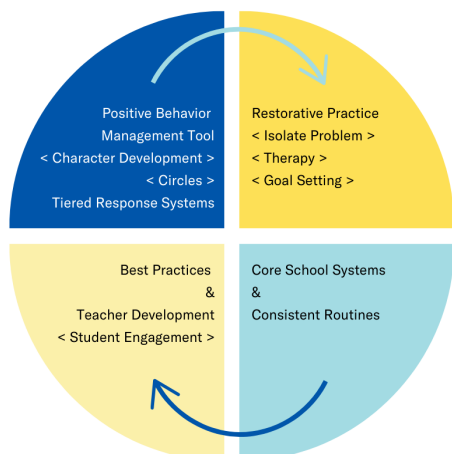 Positive Behavior
Management Tool
< Character Development >
< Circles >
Tiered Response Systems
Restorative Practice
< Isolate Problem >
< Therapy >
< Goal Setting >
Best Practices
&
Teacher Development
< Student Engagement >
Core School Systems
&
Consistent Routines